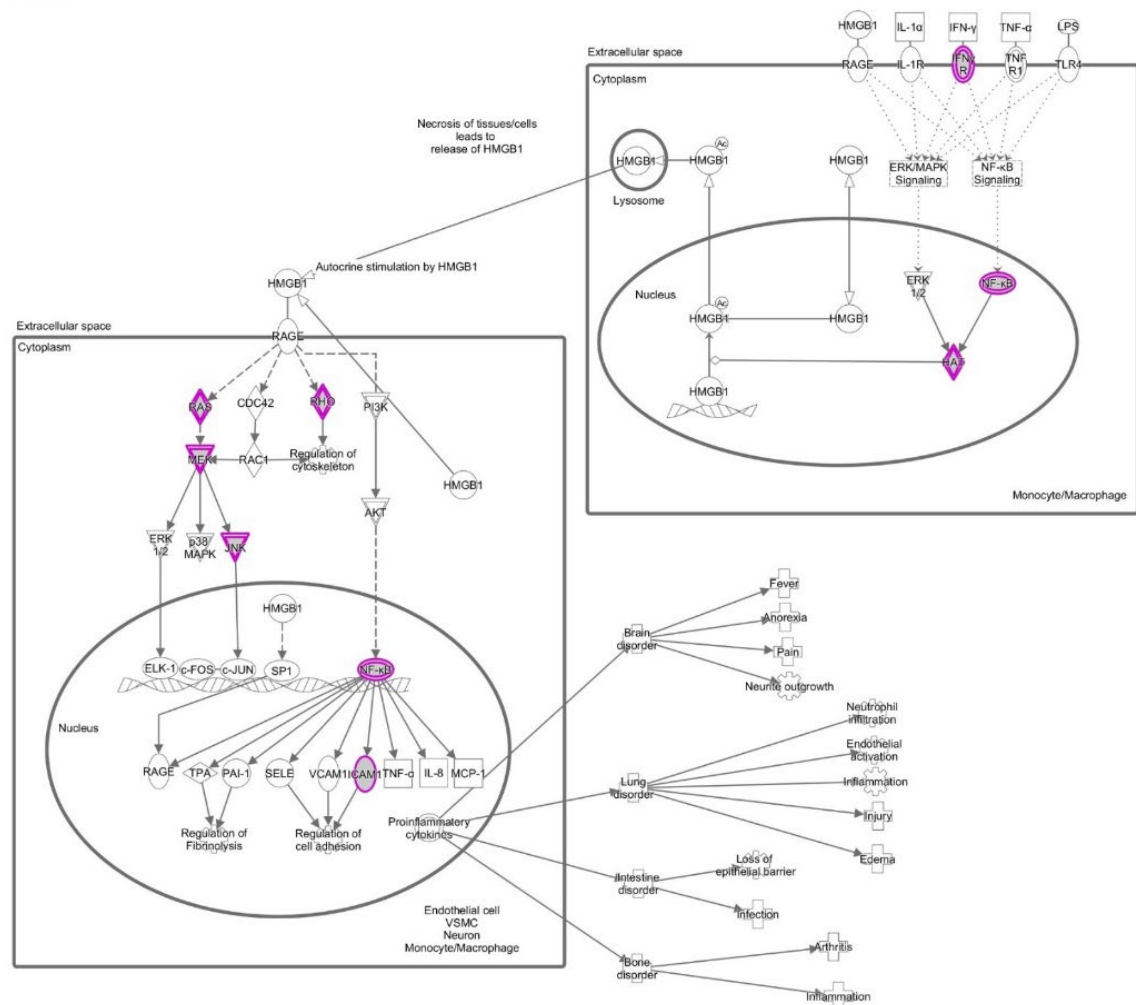 HMGB1
IL-1α
IFN-γ
TNF-α
LPS
Extracellular space
RAGE
IL-1R
IFNγ
R
TNF
R1
TLR4
Cytoplasm
Necrosis of tissues/cells
leads to
release of HMGB1
HMGB1
Lysosome
HMGB1
Ac
HMGB1
ERK/MAPK
Signaling
NF-κB
Signaling
Autocrine stimulation by HMGB1
HMGB1
Nucleus
HMGB1
Ac
HMGB1
ERK
1/2
NF-κB
HAT
HMGB1
Monocyte/Macrophage
Extracellular space
RAGE
Cytoplasm
RAS
CDC42
RHO
PI3K
MEK
RAC1
Regulation of
cytoskeleton
HMGB1
AKT
ERK
1/2
p38
MAPK
JNK
HMGB1
ELK-1
c-FOS
c-JUN
SP1
NF-κB
Nucleus
RAGE
TPA
PAI-1
SELE
VCAM1
ICAM1
TNF-α
IL-8
MCP-1
Regulation of
Fibrinolysis
Regulation of
cell adhesion
Proinflammatory
cytokines
Endothelial cell
VSMC
Neuron
Monocyte/Macrophage
Brain
disorder
Fever
Anorexia
Pain
Neurite outgrowth
Lung
disorder
Neutrophil
infiltration
Endothelial
activation
Inflammation
Injury
Edema
Intestine
disorder
Loss of
epithelial barrier
Infection
Bone
disorder
Arthritis
Inflammation